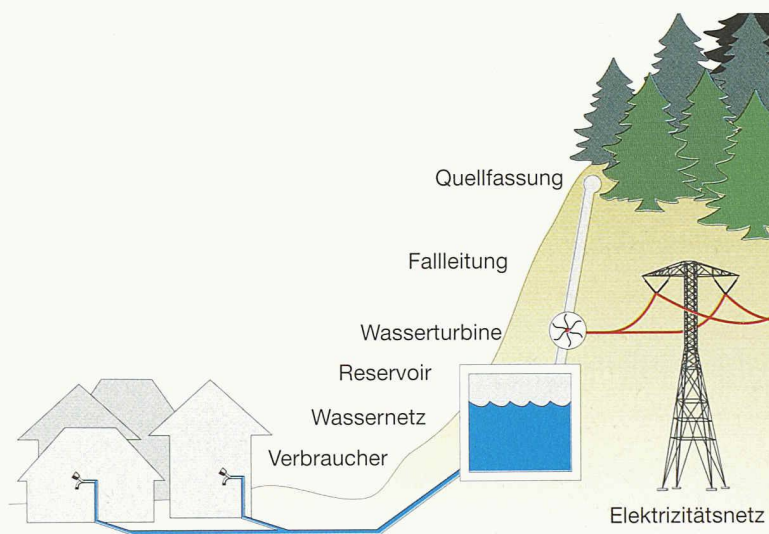 Quellfassung
Fallleitung
Wasserturbine
Reservoir
Wassernetz
Verbraucher
Elektrizitätsnetz